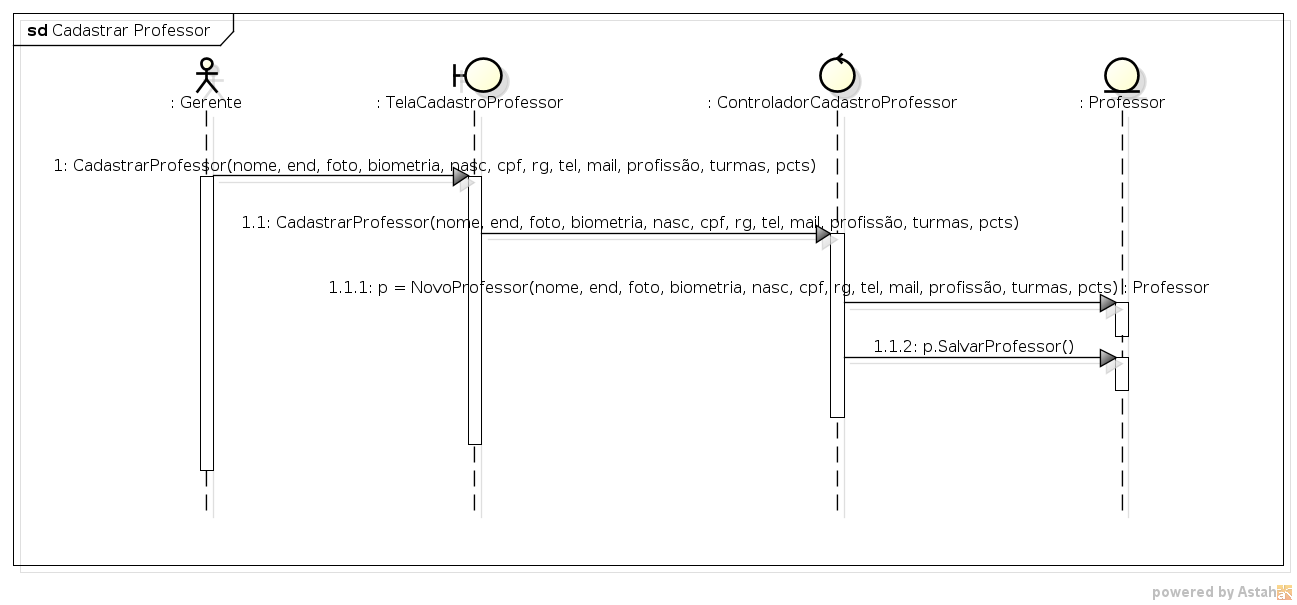 sd Cadastrar Professor
: Gerente
: TelaCadastroProfessor
: ControladorCadastroProfessor
: Professor
1: CadastrarProfessor(nome, end, foto, biometria, nasc, cpf, rg, tel, mail, profissão, turmas, pcts)
1.1: CadastrarProfessor(nome, end, foto, biometria, nasc, cpf, rg, tel, mail, profissão, turmas, pcts)
1.1.1: p = NovoProfessor(nome, end, foto, biometria, nasc, cpf, rg, tel, mail, profissão, turmas, pcts) : Professor
1.1.2: p.SalvarProfessor()
powered by Astah